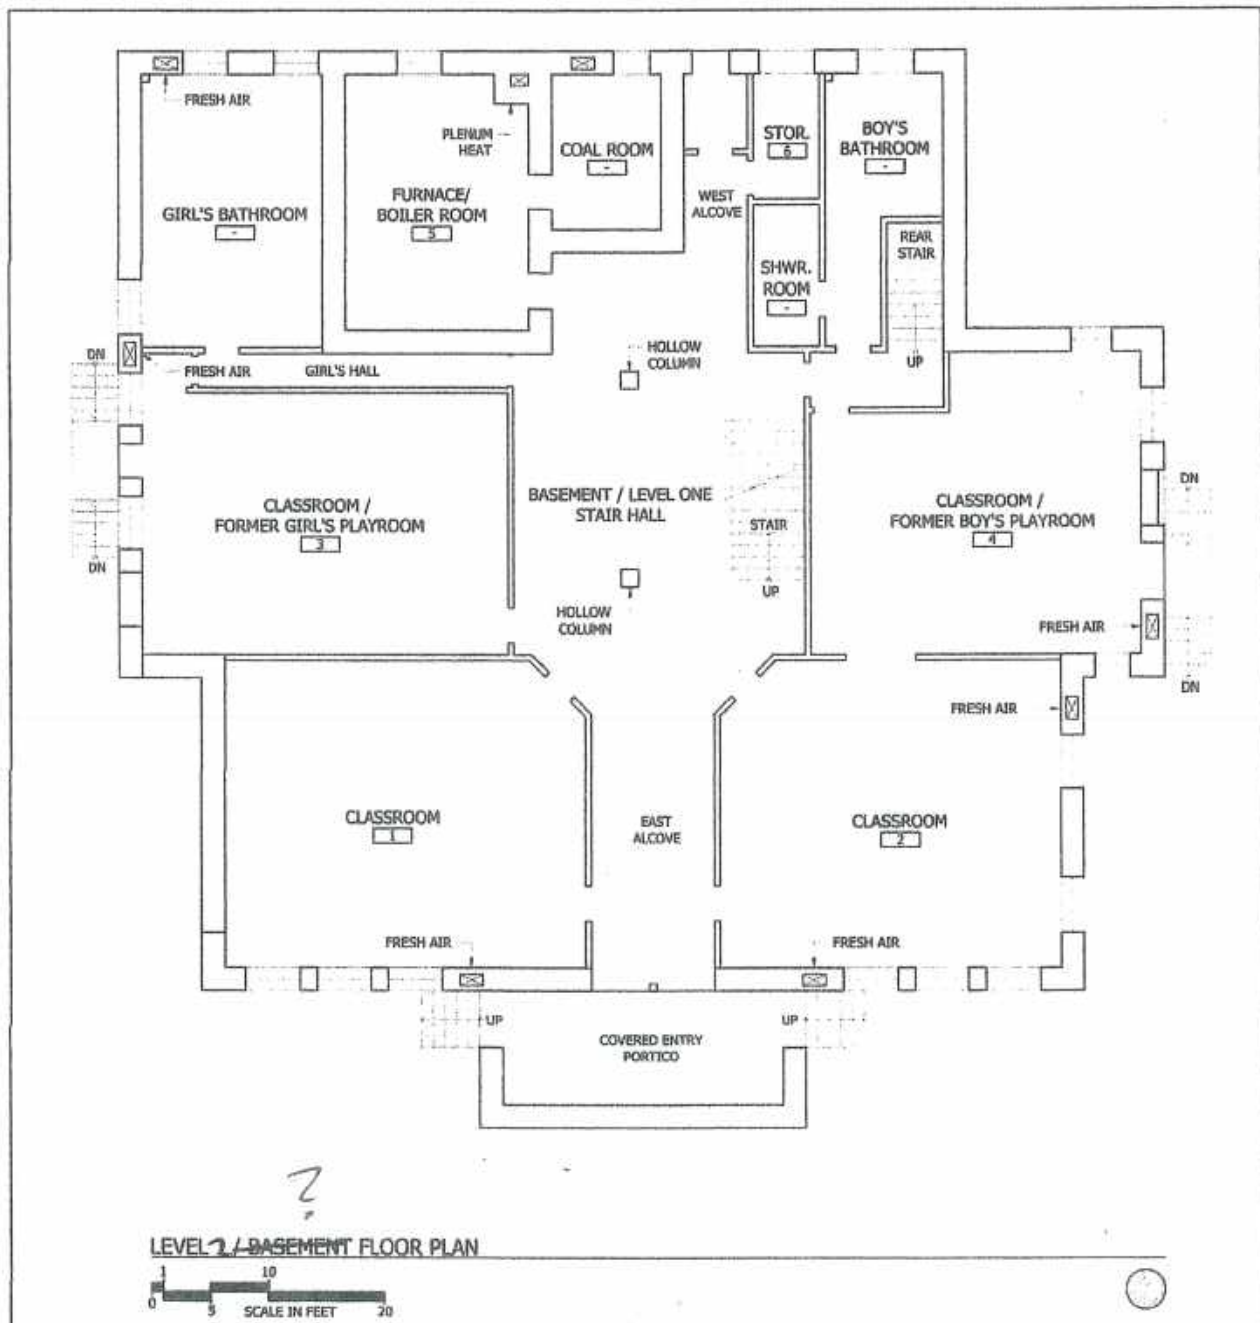 FRESH AIR
PLENUM
HEAT
COAL ROOM
-
STOR.
6
BOY'S
BATHROOM
-
GIRL'S BATHROOM
-
FURNACE/
BOILER ROOM
5
WEST
ALCOVE
REAR
STAIR
SHWR.
ROOM
-
DN
FRESH AIR
GIRL'S HALL
HOLLOW
COLUMN
UP
CLASSROOM /
FORMER GIRL'S PLAYROOM
3
DN
BASEMENT / LEVEL ONE
STAIR HALL
STAIR
UP
CLASSROOM /
FORMER BOY'S PLAYROOM
4
DN
HOLLOW
COLUMN
FRESH AIR
DN
FRESH AIR
CLASSROOM
1
EAST
ALCOVE
CLASSROOM
2
FRESH AIR
FRESH AIR
UP
UP
COVERED ENTRY
PORTICO
?
LEVEL / BASEMENT FLOOR PLAN
1 10
0 5 SCALE IN FEET 20